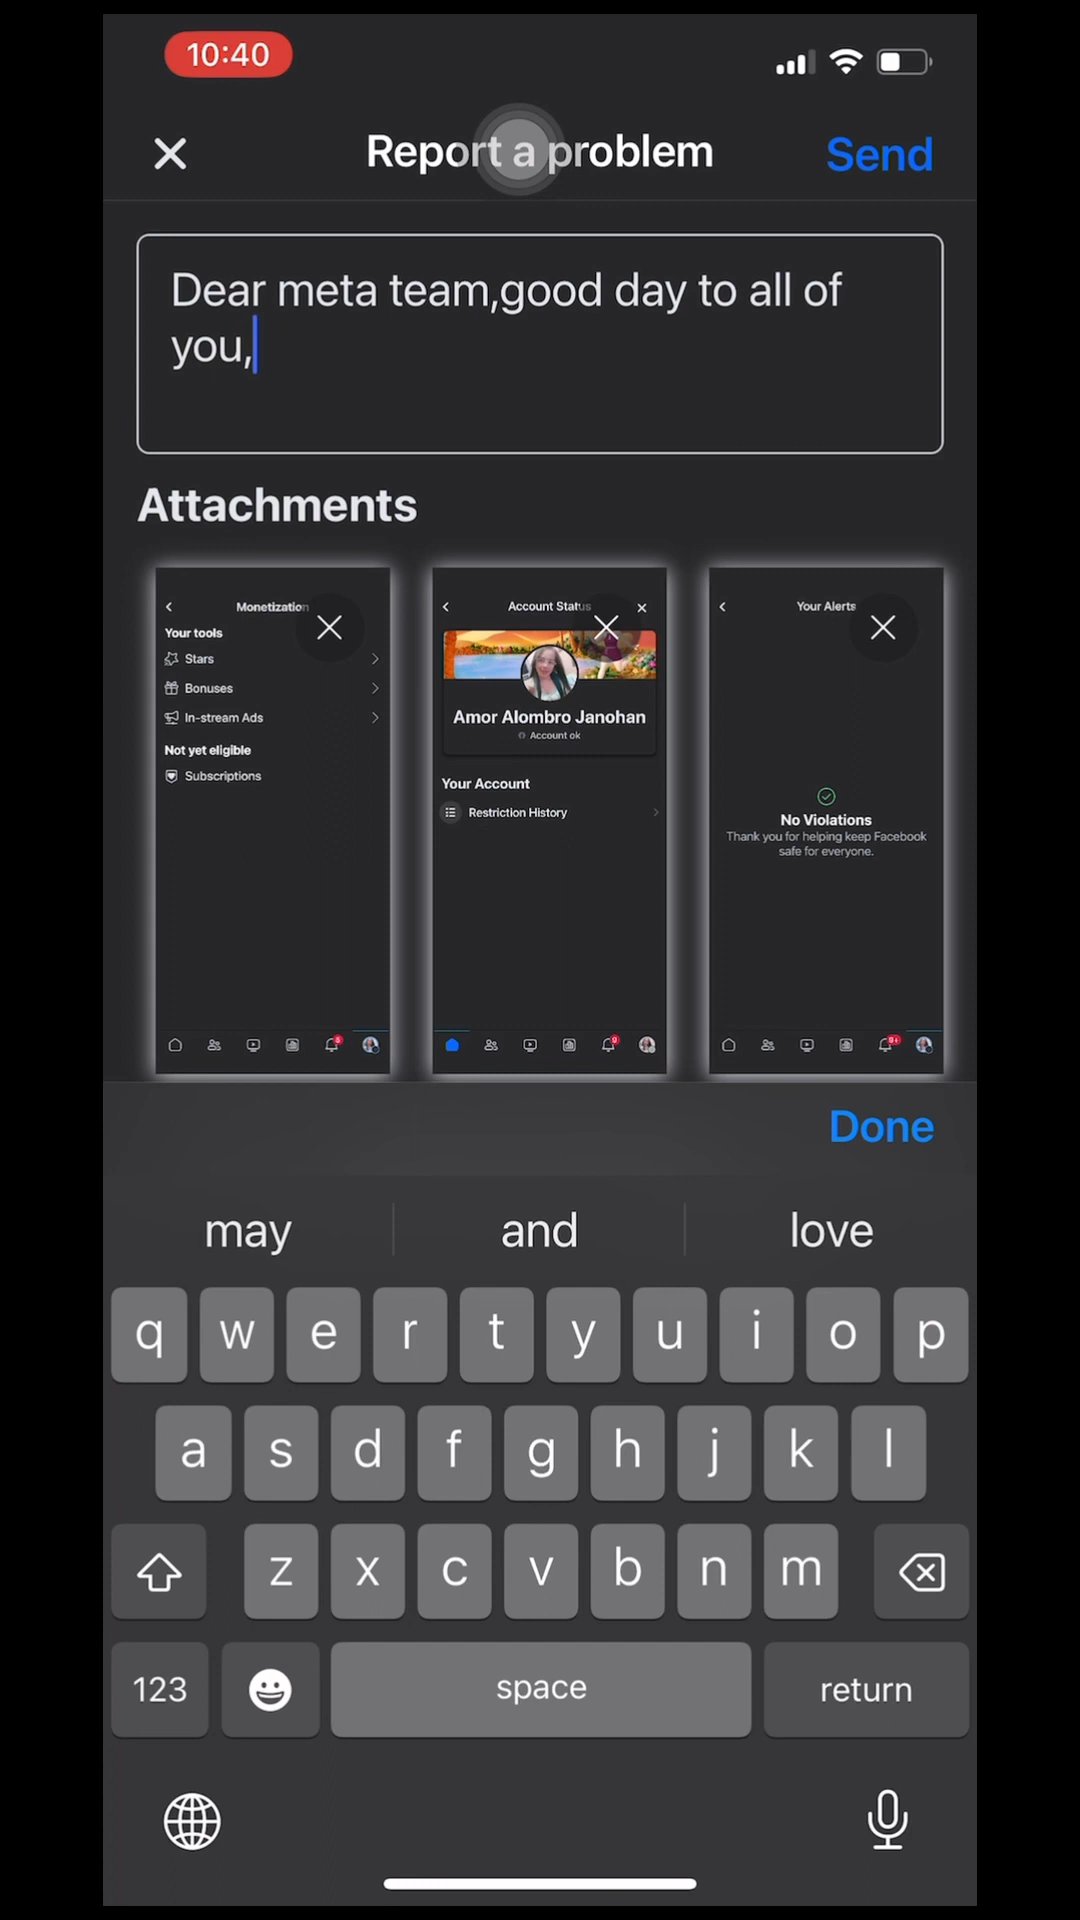 10:40
Report a problem
Send
Dear meta team,good day to all of
you,
Attachments
Monetization
Your tools
Stars
Bonuses
In-stream Ads
Not yet eligible
Subscriptions
5
Account Status
Amor Alombro Janohan
Account ok
Your Account
Restriction History
9
Your Alerts
No Violations
Thank you for helping keep Facebook
safe for everyone.
9+
Done
may and love
q w e r t y u i o p
a s d f g h j k l
z x c v b n m
123 space return